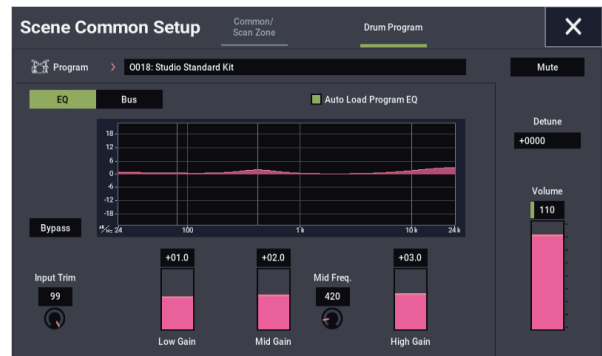 Scene Common Setup
Common/
Scan Zone
Drum Program
Program
0018: Studio Standard Kit
Mute
EQ
Bus
Auto Load Program EQ
Detune
+0000
18
12
6
0
-6
-12
-18
24
100
1k
10k
24k
Volume
110
Bypass
Input Trim
99
+01.0
+02.0
Mid Freq.
420
+03.0
Low Gain
Mid Gain
High Gain